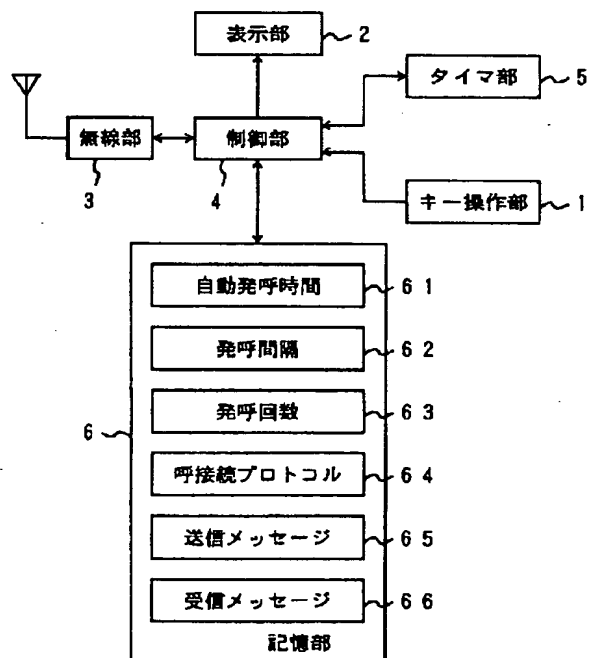 表示部 2
タイマ部 5
無線部 3
制御部 4
キー操作部 1
自動発呼時間 61
発呼間隔 62
発呼回数 63
6
呼接続プロトコル 64
送信メッセージ 65
受信メッセージ 66
記憶部